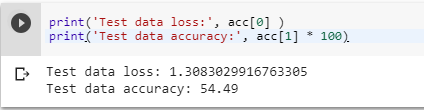 print('Test data loss:', acc[0] )
print('Test data accuracy:', acc[1] * 100)
Test data loss: 1.3083029916763305
Test data accuracy: 54.49